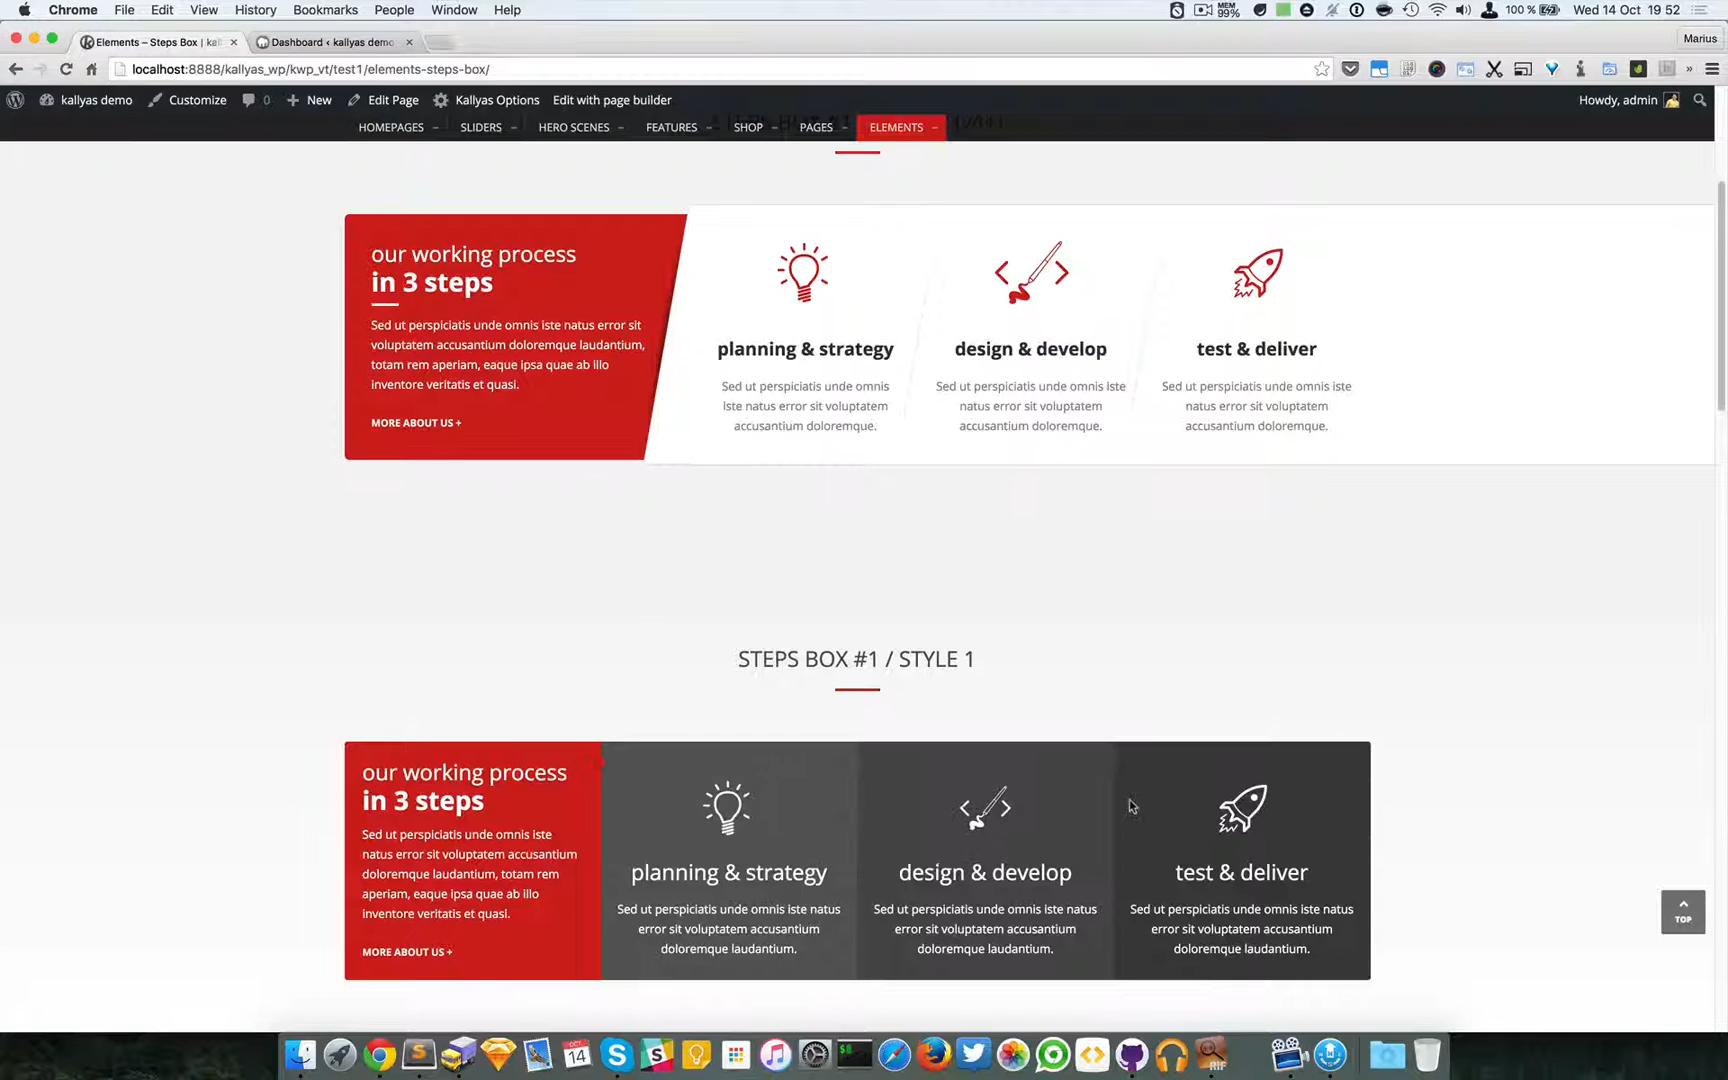 Chrome File Edit View History Bookmarks People Window Help MEM 99% 100 % Wed 14 Oct 19 52
Elements – Steps Box | kal Dashboard ‹ kallyas demo Marius
localhost:8888/kallyas_wp/kwp_vt/test1/elements-steps-box/ »
kallyas demo Customize 0 New Edit Page Kallyas Options Edit with page builder Howdy, admin
HOMEPAGES SLIDERS HERO SCENES FEATURES SHOP PAGES ELEMENTS
our working process
in 3 steps
Sed ut perspiciatis unde omnis iste natus error sit
voluptatem accusantium doloremque laudantium,
totam rem aperiam, eaque ipsa quae ab illo
inventore veritatis et quasi.
MORE ABOUT US +
planning & strategy
Sed ut perspiciatis unde omnis
iste natus error sit voluptatem
accusantium doloremque.
design & develop
Sed ut perspiciatis unde omnis iste
natus error sit voluptatem
accusantium doloremque.
test & deliver
Sed ut perspiciatis unde omnis iste
natus error sit voluptatem
accusantium doloremque.
STEPS BOX #1 / STYLE 1
our working process
in 3 steps
Sed ut perspiciatis unde omnis iste
natus error sit voluptatem accusantium
doloremque laudantium, totam rem
aperiam, eaque ipsa quae ab illo
inventore veritatis et quasi.
MORE ABOUT US +
planning & strategy
Sed ut perspiciatis unde omnis iste natus
error sit voluptatem accusantium
doloremque laudantium.
design & develop
Sed ut perspiciatis unde omnis iste natus
error sit voluptatem accusantium
doloremque laudantium.
test & deliver
Sed ut perspiciatis unde omnis iste natus
error sit voluptatem accusantium
doloremque laudantium.
TOP
OCT
14
RIF